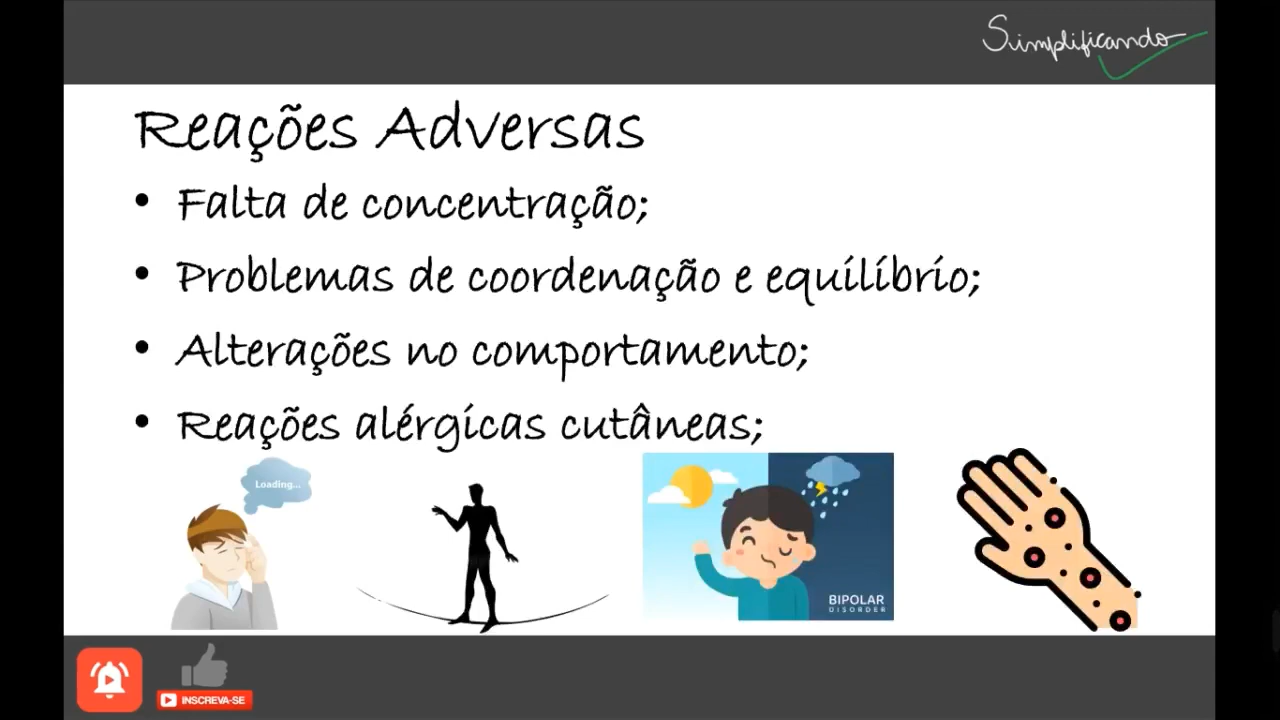 Simplificando
Reações Adversas
• Falta de concentração;
• Problemas de coordenação e equilíbrio;
• Alterações no comportamento;
• Reações alérgicas cutâneas;
Loading...
BIPOLAR
DISORDER
INSCREVA-SE